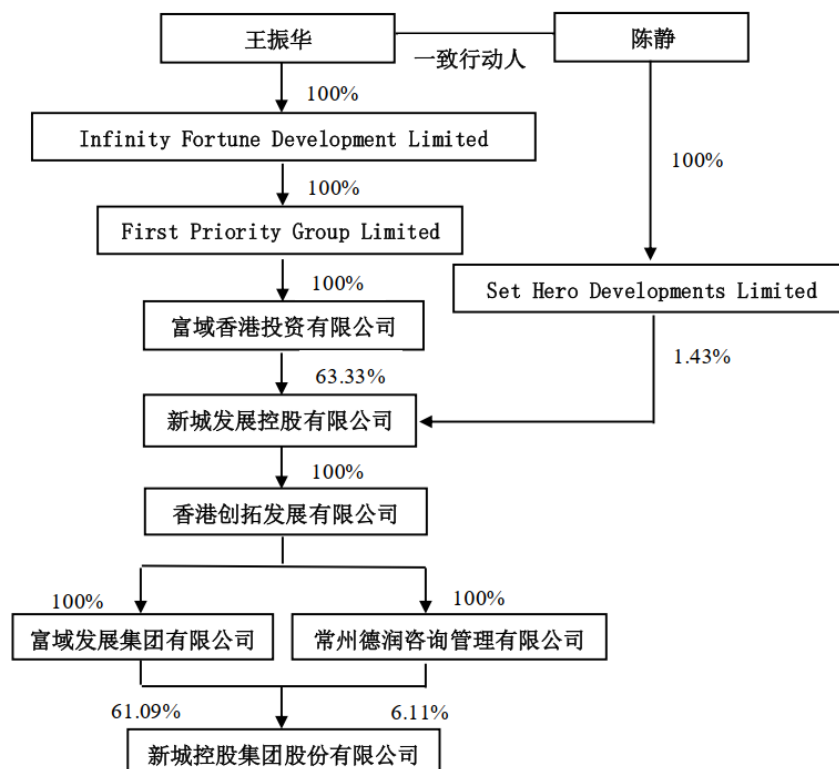 王振华
一致行动人
陈静
100%
Infinity Fortune Development Limited
100%
100%
First Priority Group Limited
100%
Set Hero Developments Limited
富域香港投资有限公司
1.43%
63.33%
新城发展控股有限公司
100%
香港创拓发展有限公司
100%
100%
富域发展集团有限公司
常州德润咨询管理有限公司
61.09%
6.11%
新城控股集团股份有限公司